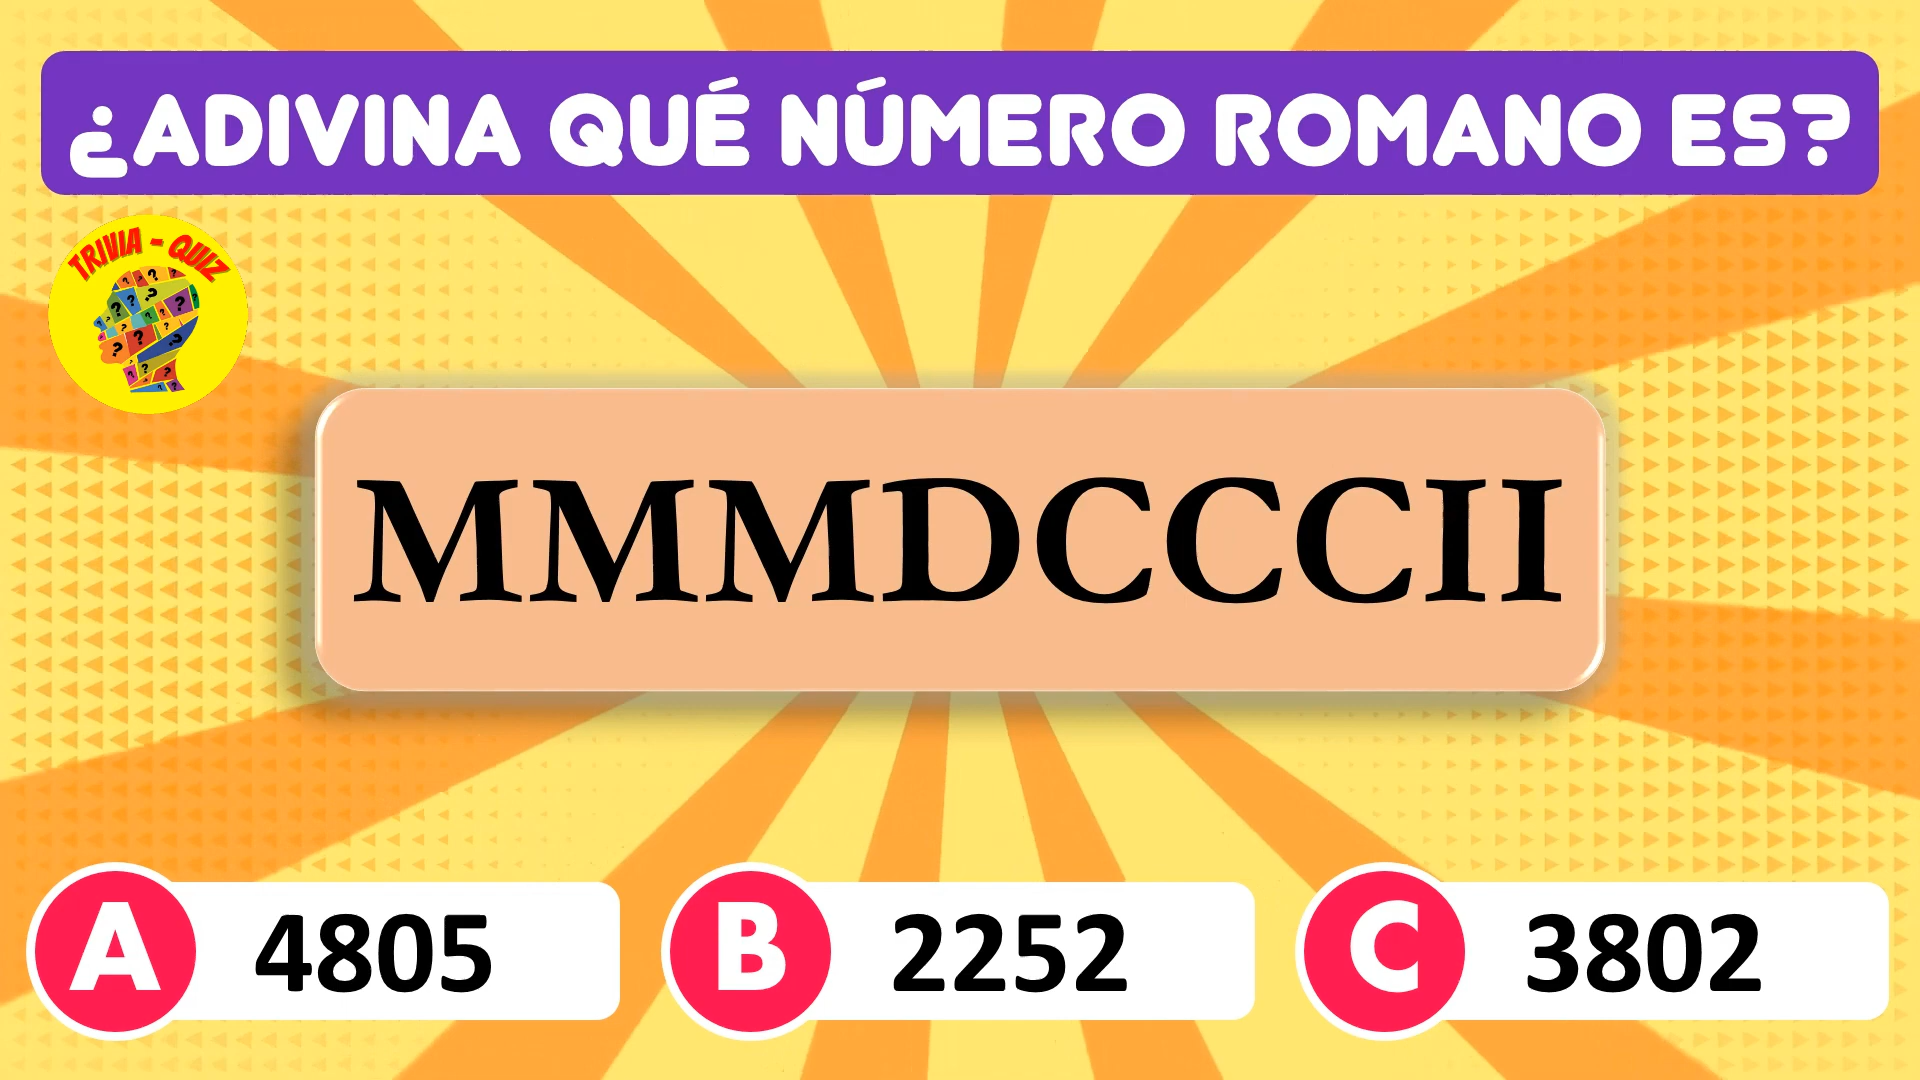 ¿ADIVINA QUÉ NÚMERO ROMANO ES?
TRIVIA - QUIZ
MMMDCCCII
A 4805
B 2252
C 3802